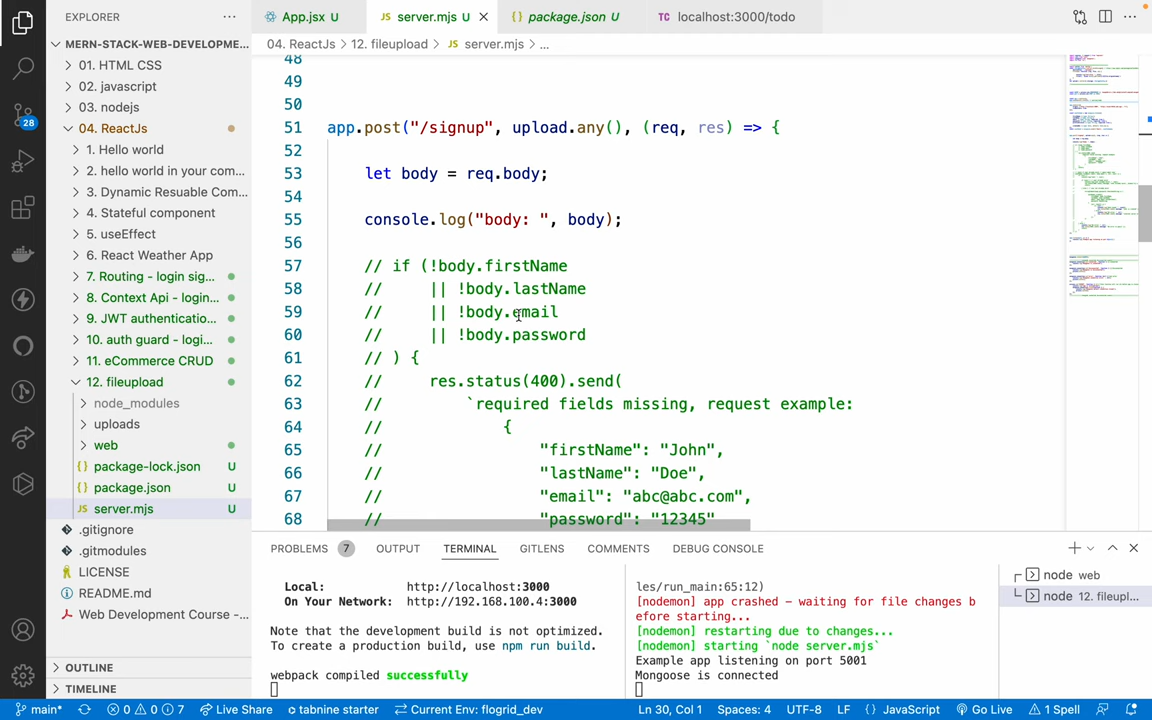 EXPLORER
App.jsx U
server.mjs U
package.json U
TC localhost:3000/todo
04. ReactJs > 12. fileupload > JS server.mjs > ...
MERN-STACK-WEB-DEVELOPME...
01. HTML CSS
02. javascript
03. nodejs
04. ReactJs
1. Hello world
2. hello world in your com...
3. Dynamic Resuable Com...
4. Stateful component
5. useEffect
6. React Weather App
7. Routing - login sig...
8. Context Api - login...
9. JWT authenticatio...
10. auth guard - logi...
11. eCommerce CRUD
12. fileupload
node_modules
uploads
web
{} package-lock.json U
{} package.json U
JS server.mjs U
.gitignore
.gitmodules
LICENSE
README.md
Web Development Course -...
OUTLINE
TIMELINE
28
48
49
50
51 app.post("/signup", upload.any(), (req, res) => {
52
53 let body = req.body;
54
55 console.log("body: ", body);
56
57 // if (!body.firstName
58 // || !body.lastName
59 // || !body.email
60 // || !body.password
61 // ) {
62 // res.status(400).send(
63 // `required fields missing, request example:
64 // {
65 // "firstName": "John",
66 // "lastName": "Doe",
67 // "email": "abc@abc.com",
68 // "password": "12345"
PROBLEMS 7 OUTPUT TERMINAL GITLENS COMMENTS DEBUG CONSOLE
Local: http://localhost:3000
On Your Network: http://192.168.100.4:3000
Note that the development build is not optimized.
To create a production build, use npm run build.
webpack compiled successfully
les/run_main:65:12)
[nodemon] app crashed - waiting for file changes b
efore starting...
[nodemon] restarting due to changes...
[nodemon] starting `node server.mjs`
Example app listening on port 5001
Mongoose is connected
node web
node 12. fileupl...
main* 0 0 7 Live Share tabnine starter Current Env: flogrid_dev Ln 30, Col 1 Spaces: 4 UTF-8 LF {} JavaScript Go Live 1 Spell